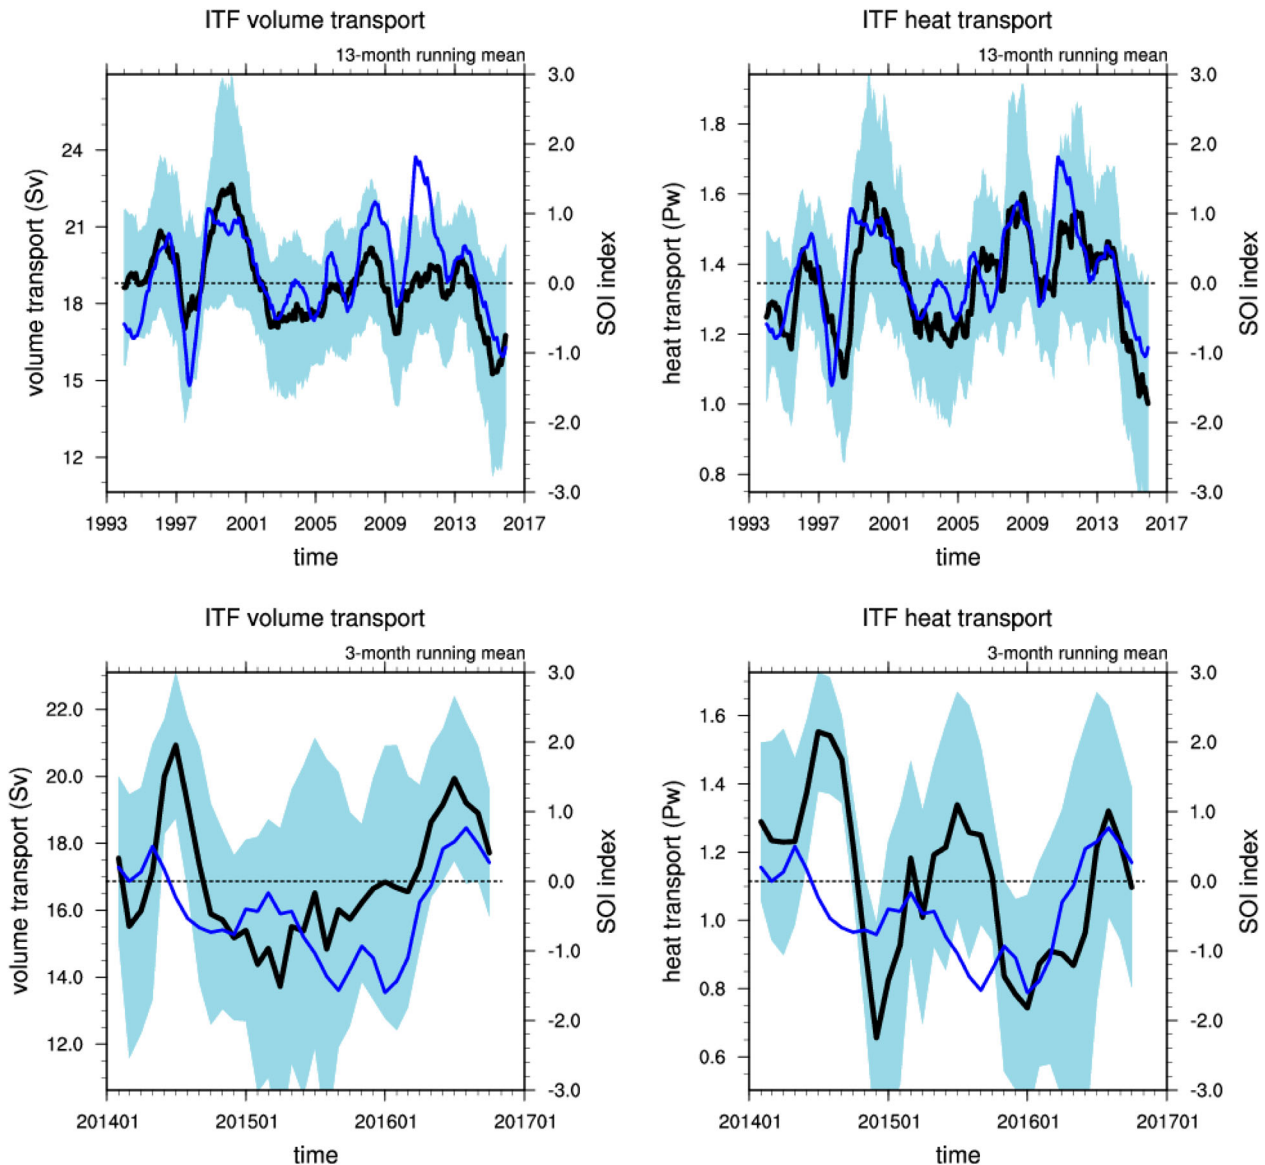 ITF volume transport
13-month running mean
volume transport (Sv)
24
21
18
15
12
3.0
2.0
1.0
0.0
-1.0
-2.0
-3.0
SOI index
1993 1997 2001 2005 2009 2013 2017
time
ITF heat transport
13-month running mean
heat transport (Pw)
1.8
1.6
1.4
1.2
1.0
0.8
3.0
2.0
1.0
0.0
-1.0
-2.0
-3.0
SOI index
1993 1997 2001 2005 2009 2013 2017
time
ITF volume transport
3-month running mean
volume transport (Sv)
22.0
20.0
18.0
16.0
14.0
12.0
3.0
2.0
1.0
0.0
-1.0
-2.0
-3.0
SOI index
201401 201501 201601 201701
time
ITF heat transport
3-month running mean
heat transport (Pw)
1.6
1.4
1.2
1.0
0.8
0.6
3.0
2.0
1.0
0.0
-1.0
-2.0
-3.0
SOI index
201401 201501 201601 201701
time